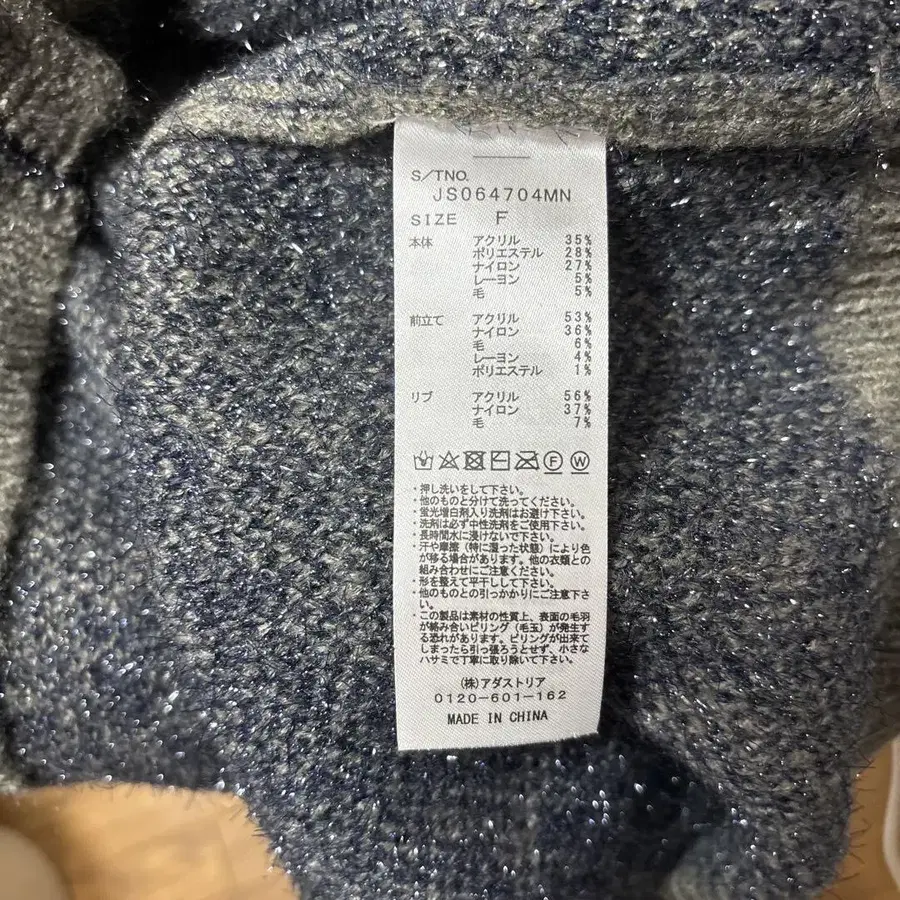 S/TNO.
JS064704MN
SIZE F
本体 アクリル 35%
ポリエステル 28%
ナイロン 27%
レーヨン 5%
毛 5%
前立て アクリル 53%
ナイロン 36%
毛 6%
レーヨン 4%
ポリエステル 1%
リブ アクリル 56%
ナイロン 37%
毛 7%
F W
・押し洗いをして下さい。
・他のものと分けて洗ってください。
・蛍光増白剤入り洗剤はお避け下さい。
・洗剤は必ず中性洗剤をご使用下さい。
・長時間水に浸けないで下さい。
・汗や摩擦（特に湿った状態）により色
が移る場合があります。他の衣類との
組み合わせにご注意ください。
・形を整えて平干しして下さい。
・他のものとの引っかかりにご注意下さ
い。
・この製品は素材の性質上、表面の毛羽
が絡み合いピリング（毛玉）が発生す
る恐れがあります。ピリングが出来て
しまったら引っ張ろうとせず、小さな
ハサミで丁寧に取り除いて下さい。
(株)アダストリア
0120-601-162
MADE IN CHINA